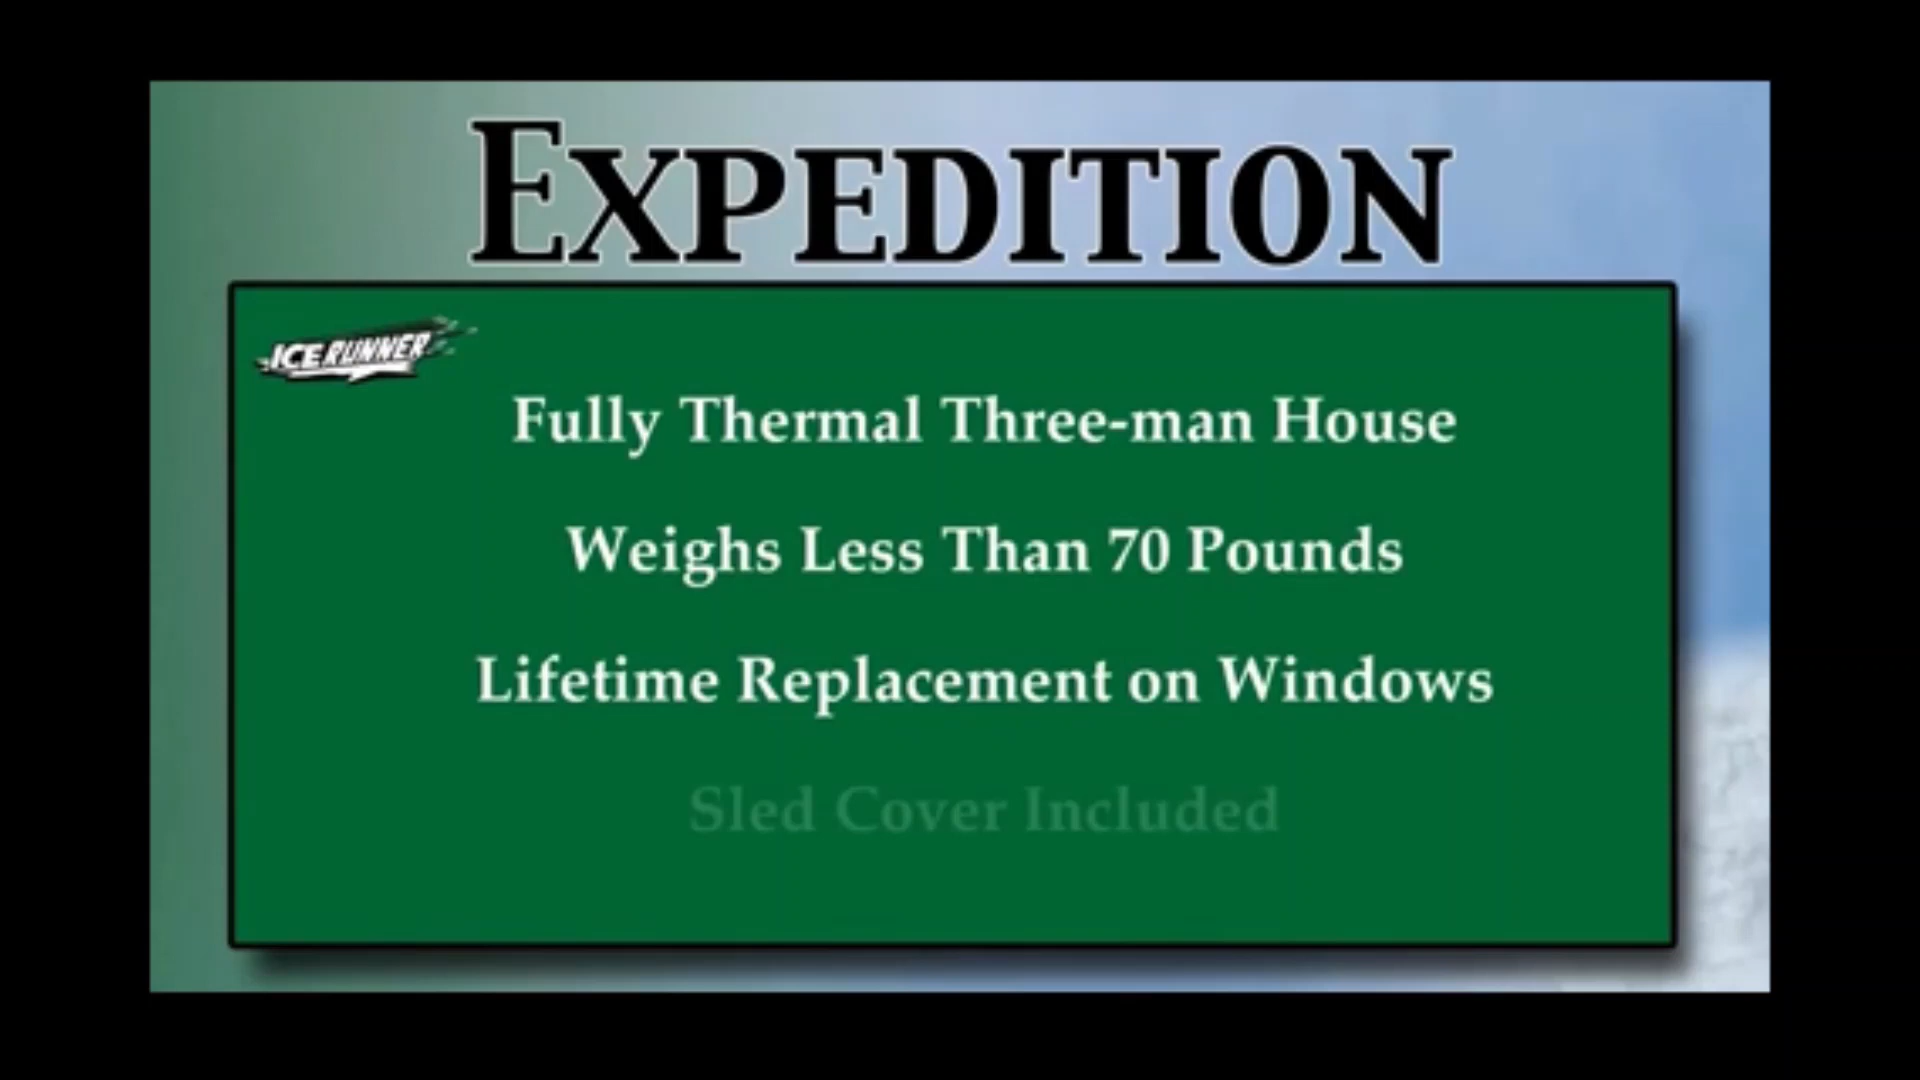 EXPEDITION
ICE RUNNER
Fully Thermal Three-man House
Weighs Less Than 70 Pounds
Lifetime Replacement on Windows
Sled Cover Included